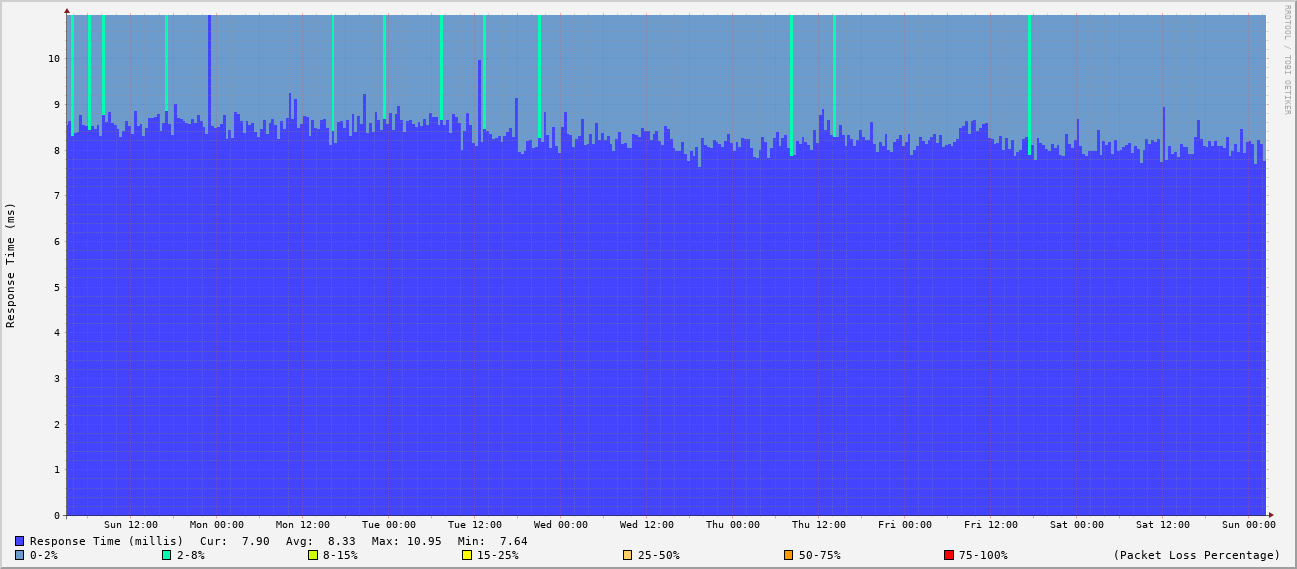 RRDTOOL / TOBI OETIKER
Response Time (ms)
10
9
8
7
6
5
4
3
2
1
0
Sun 12:00 Mon 00:00 Mon 12:00 Tue 00:00 Tue 12:00 Wed 00:00 Wed 12:00 Thu 00:00 Thu 12:00 Fri 00:00 Fri 12:00 Sat 00:00 Sat 12:00 Sun 00:00
Response Time (millis) Cur: 7.90 Avg: 8.33 Max: 10.95 Min: 7.64
0-2% 2-8% 8-15% 15-25% 25-50% 50-75% 75-100% (Packet Loss Percentage)